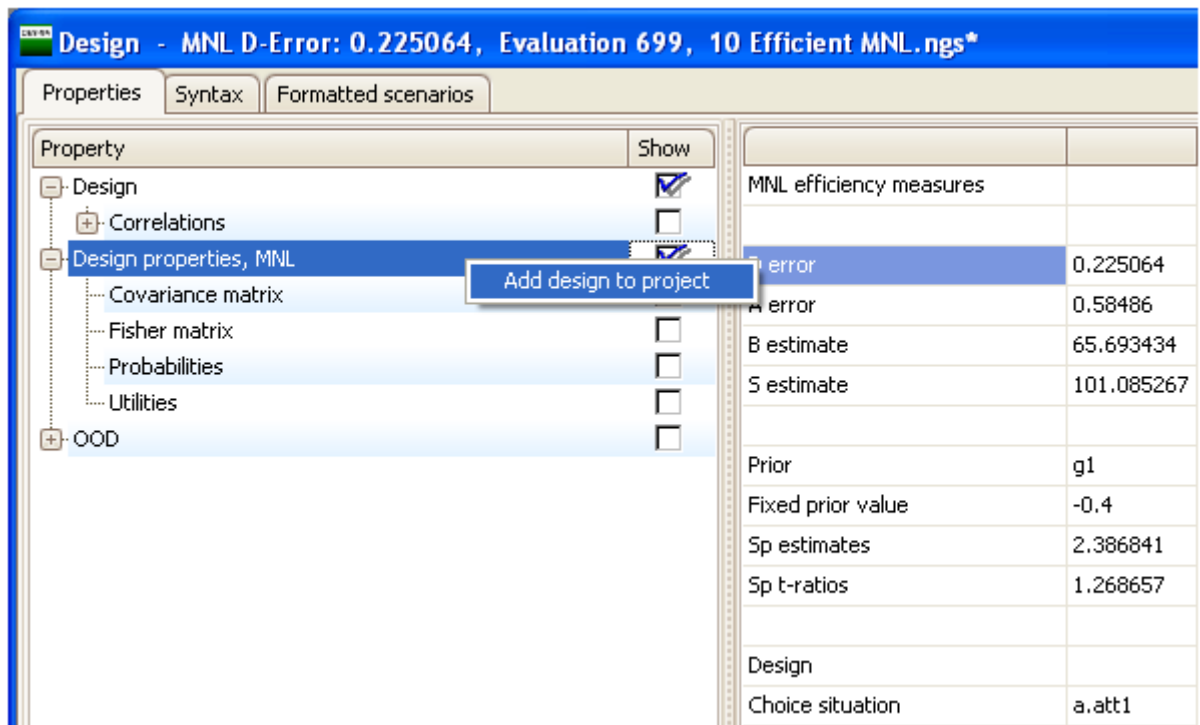 Design - MNL D-Error: 0.225064, Evaluation 699, 10 Efficient MNL.ngs*
Properties Syntax Formatted scenarios
Property Show
Design
Correlations
Design properties, MNL
Add design to project
Covariance matrix
Fisher matrix
Probabilities
Utilities
OOD
MNL efficiency measures
error 0.225064
A error 0.58486
B estimate 65.693434
S estimate 101.085267
Prior g1
Fixed prior value -0.4
Sp estimates 2.386841
Sp t-ratios 1.268657
Design
Choice situation a.att1